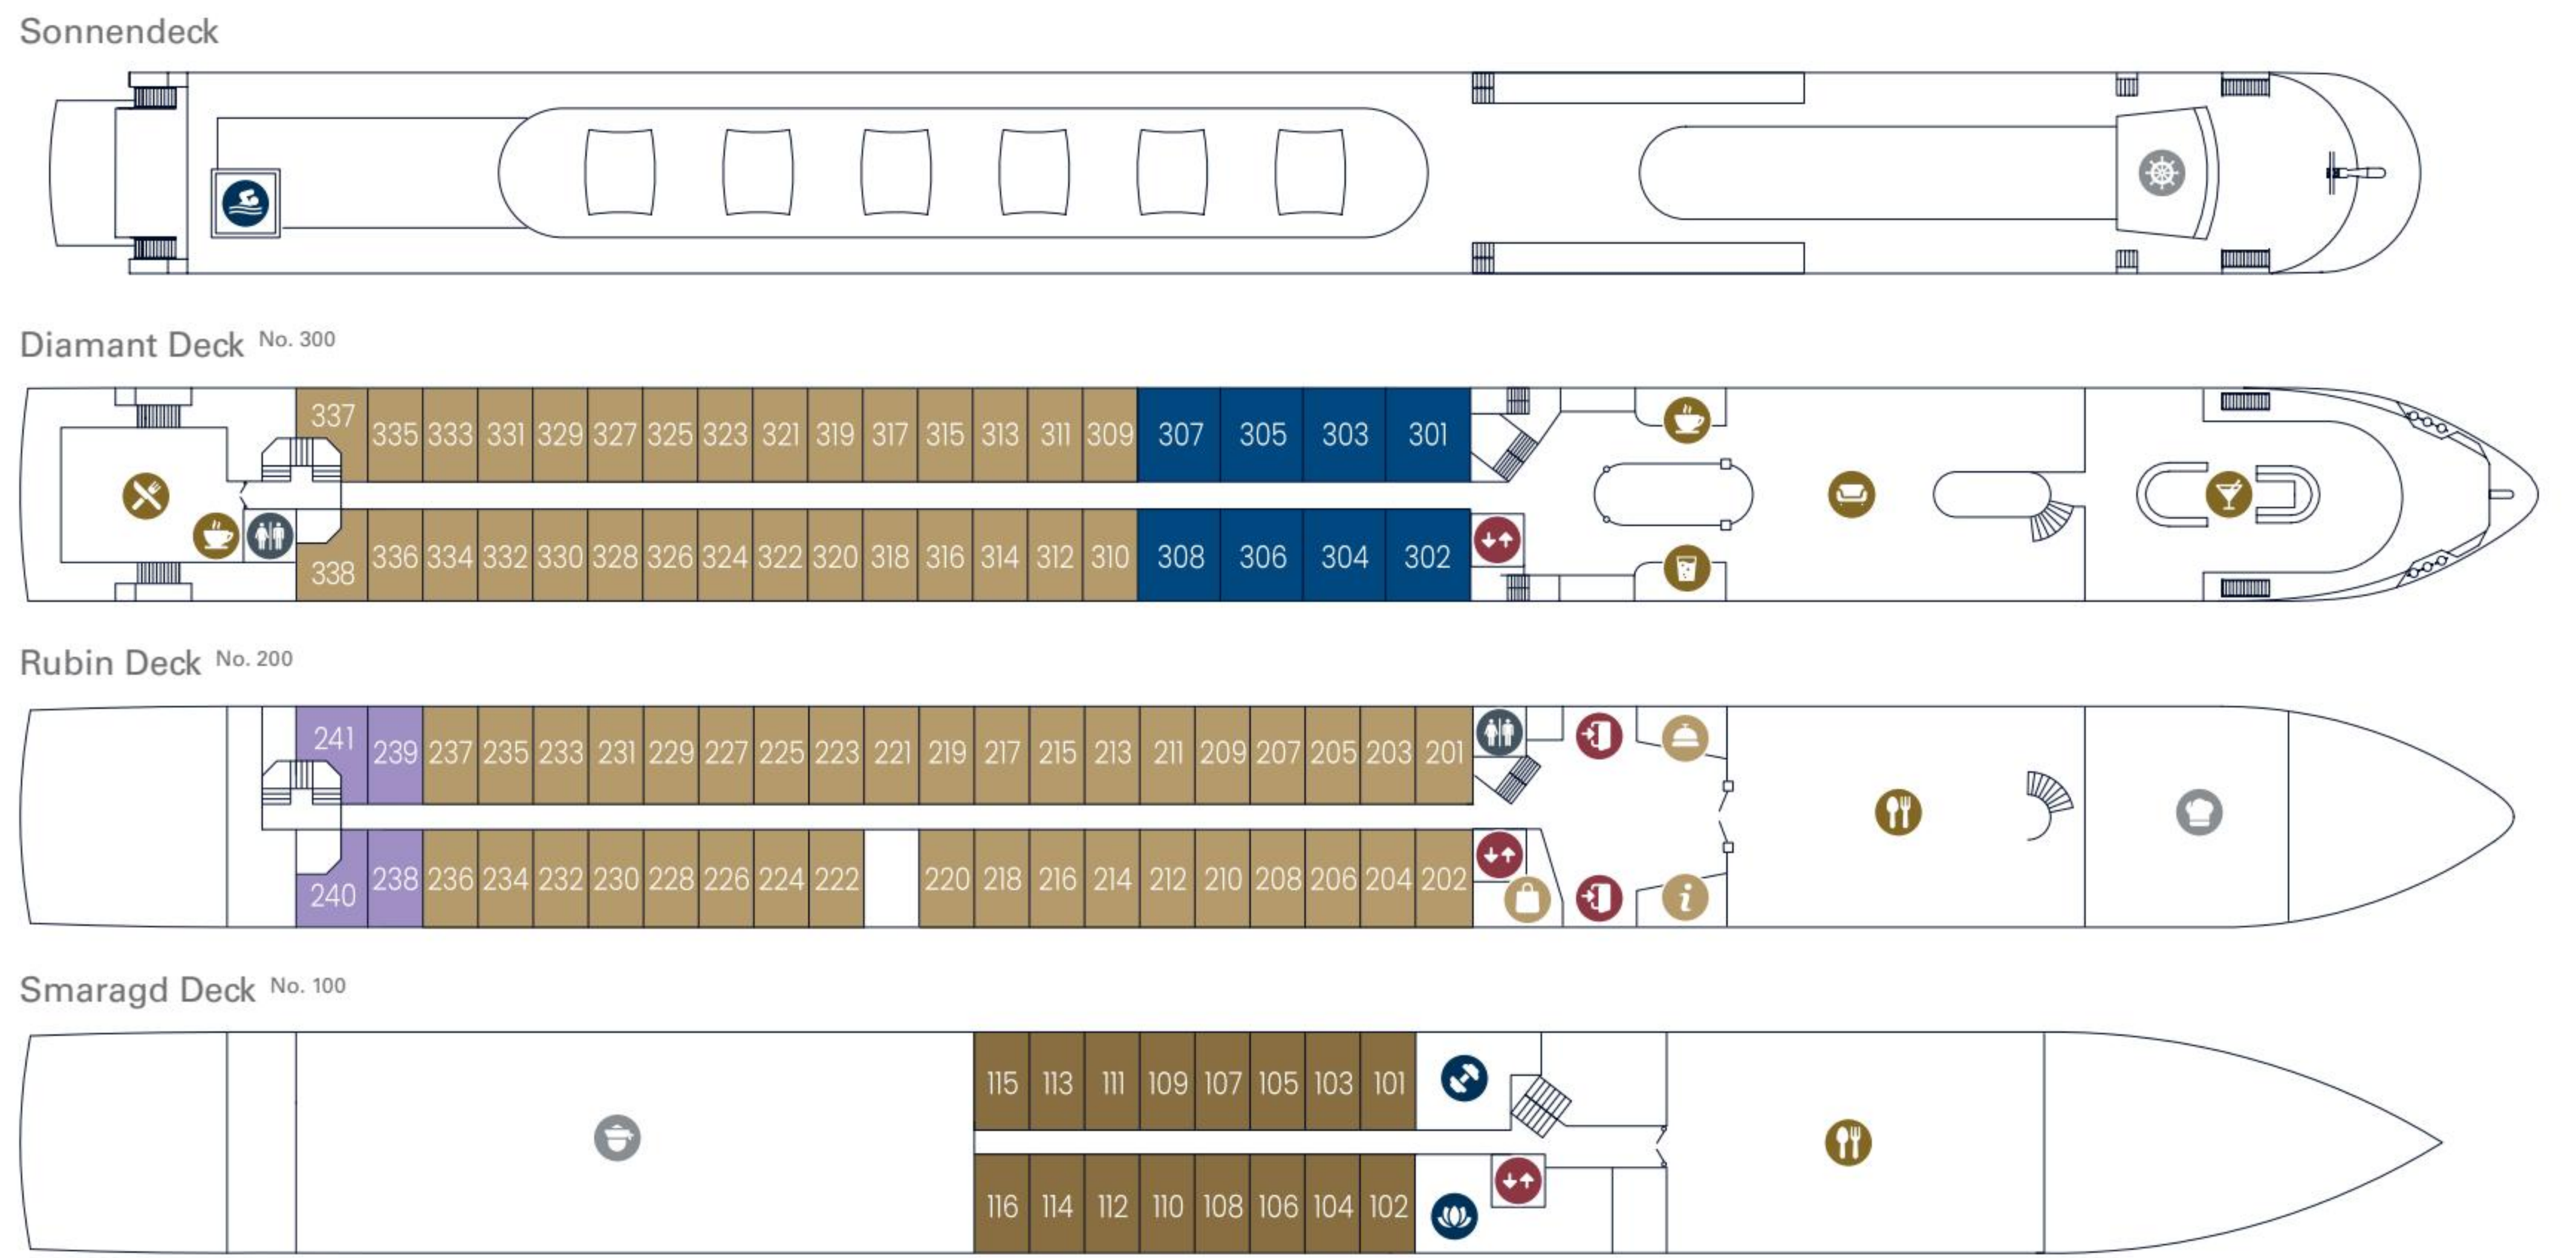 Sonnendeck
Diamant Deck No. 300
337 335 333 331 329 327 325 323 321 319 317 315 313 311 309 307 305 303 301
338 336 334 332 330 328 326 324 322 320 318 316 314 312 310 308 306 304 302
Rubin Deck No. 200
241 239 237 235 233 231 229 227 225 223 221 219 217 215 213 211 209 207 205 203 201
240 238 236 234 232 230 228 226 224 222 220 218 216 214 212 210 208 206 204 202
i
Smaragd Deck No. 100
115 113 111 109 107 105 103 101
116 114 112 110 108 106 104 102